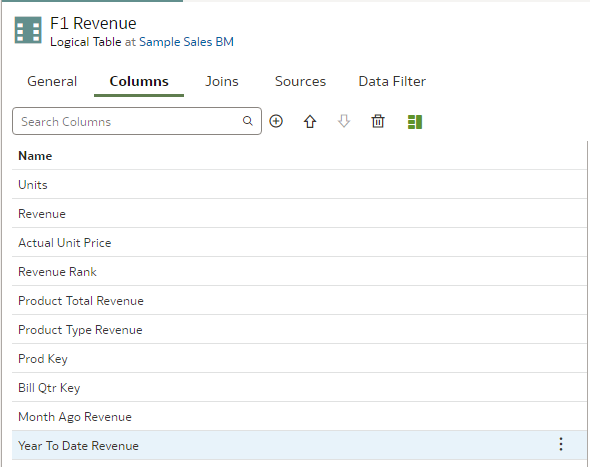 F1 Revenue
Logical Table at Sample Sales BM
General Columns Joins Sources Data Filter
Search Columns
Name
Units
Revenue
Actual Unit Price
Revenue Rank
Product Total Revenue
Product Type Revenue
Prod Key
Bill Qtr Key
Month Ago Revenue
Year To Date Revenue